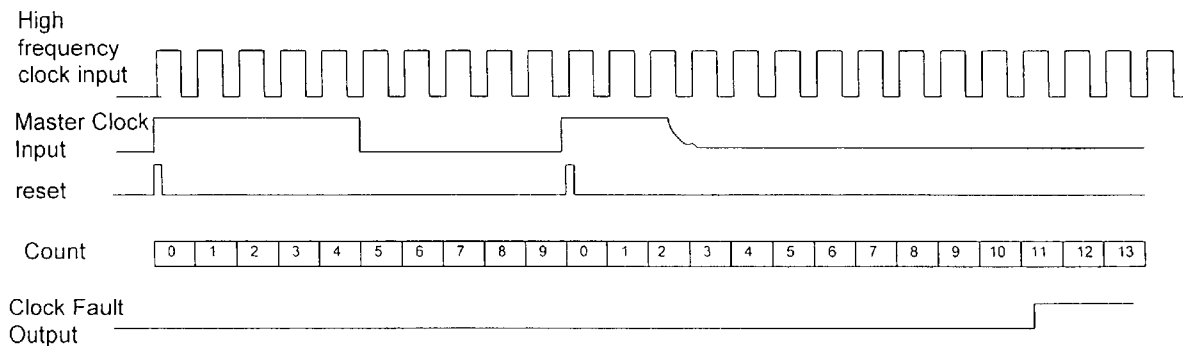 High
frequency
clock input
Master Clock
Input
reset
Count 0 1 2 3 4 5 6 7 8 9 0 1 2 3 4 5 6 7 8 9 10 11 12 13
Clock Fault
Output